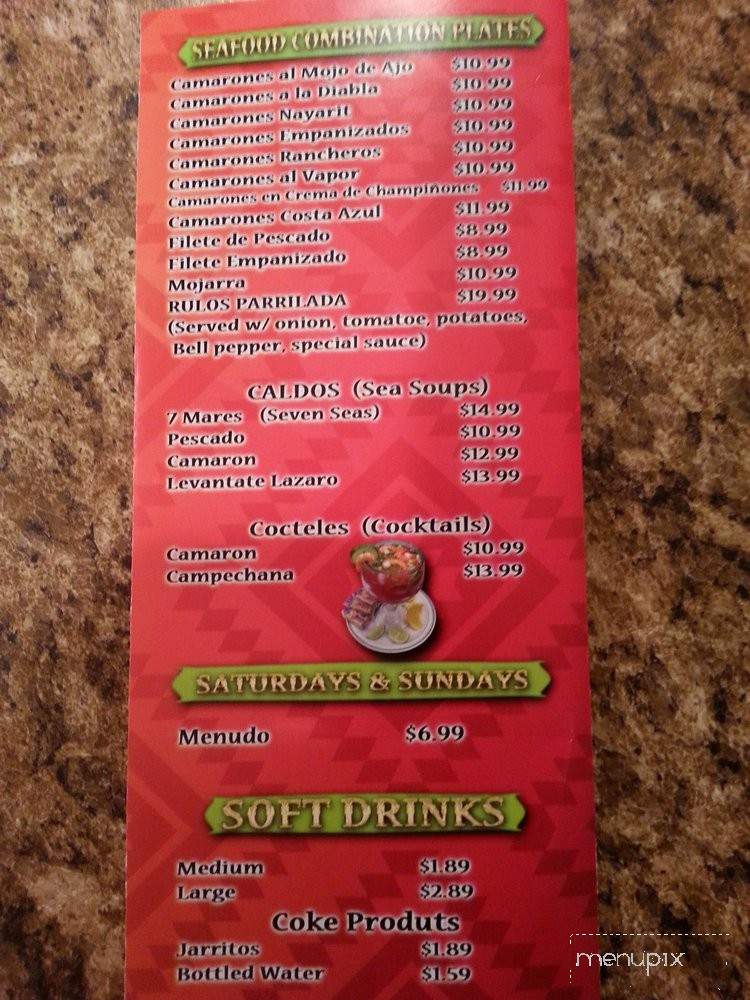 SEAFOOD COMBINATION PLATES
Camarones al Mojo de Ajo $10.99
Camarones a la Diabla $10.99
Camarones Nayarit $10.99
Camarones Empanizados $10.99
Camarones Rancheros $10.99
Camarones al Vapor $10.99
Camarones en Crema de Champiñones $11.99
Camarones Costa Azul $11.99
Filete de Pescado $8.99
Filete Empanizado $8.99
Mojarra $10.99
RULOS PARRILADA $19.99
(Served w/ onion, tomatoe, potatoes,
Bell pepper, special sauce)
CALDOS (Sea Soups)
7 Mares (Seven Seas) $14.99
Pescado $10.99
Camaron $12.99
Levantate Lazaro $13.99
Cocteles (Cocktails)
Camaron $10.99
Campechana $13.99
SATURDAYS & SUNDAYS
Menudo $6.99
SOFT DRINKS
Medium $1.89
Large $2.89
Coke Produts
Jarritos $1.89
Bottled Water $1.59
menupix